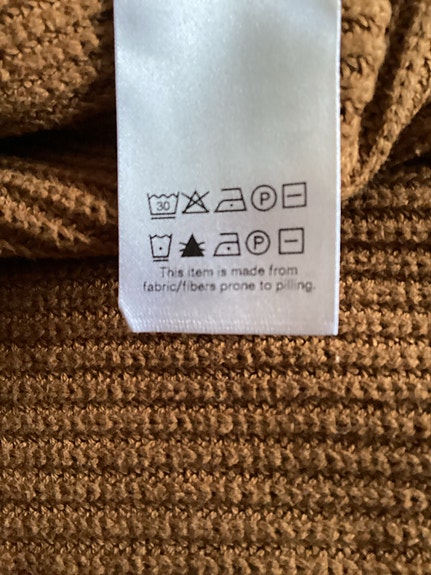 30 P
P
This item is made from
fabric/fibers prone to pilling.